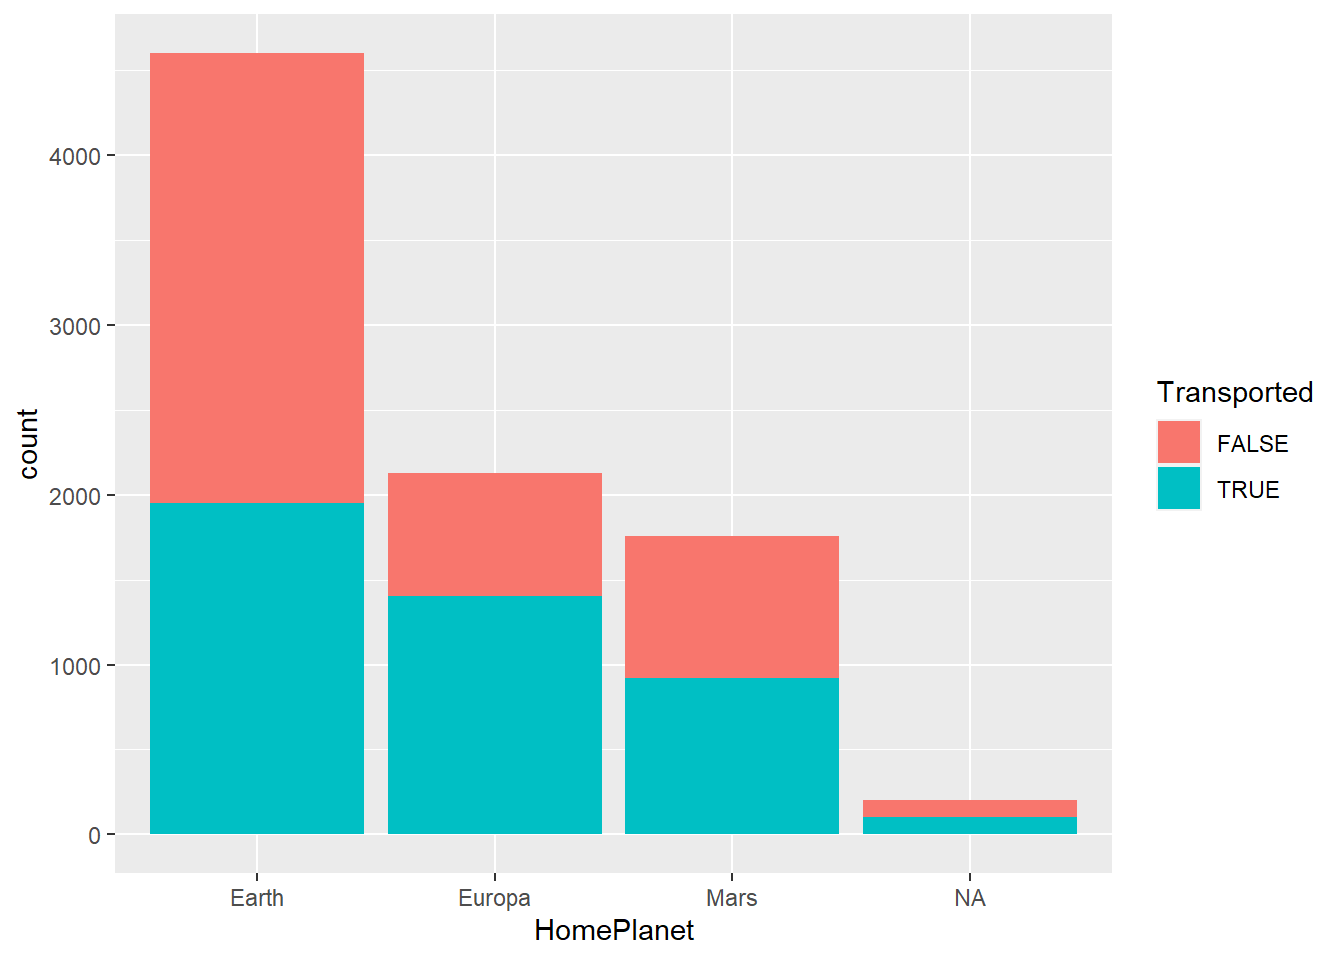 count
4000
3000
2000
1000
0
Earth Europa Mars NA
HomePlanet
Transported
FALSE
TRUE